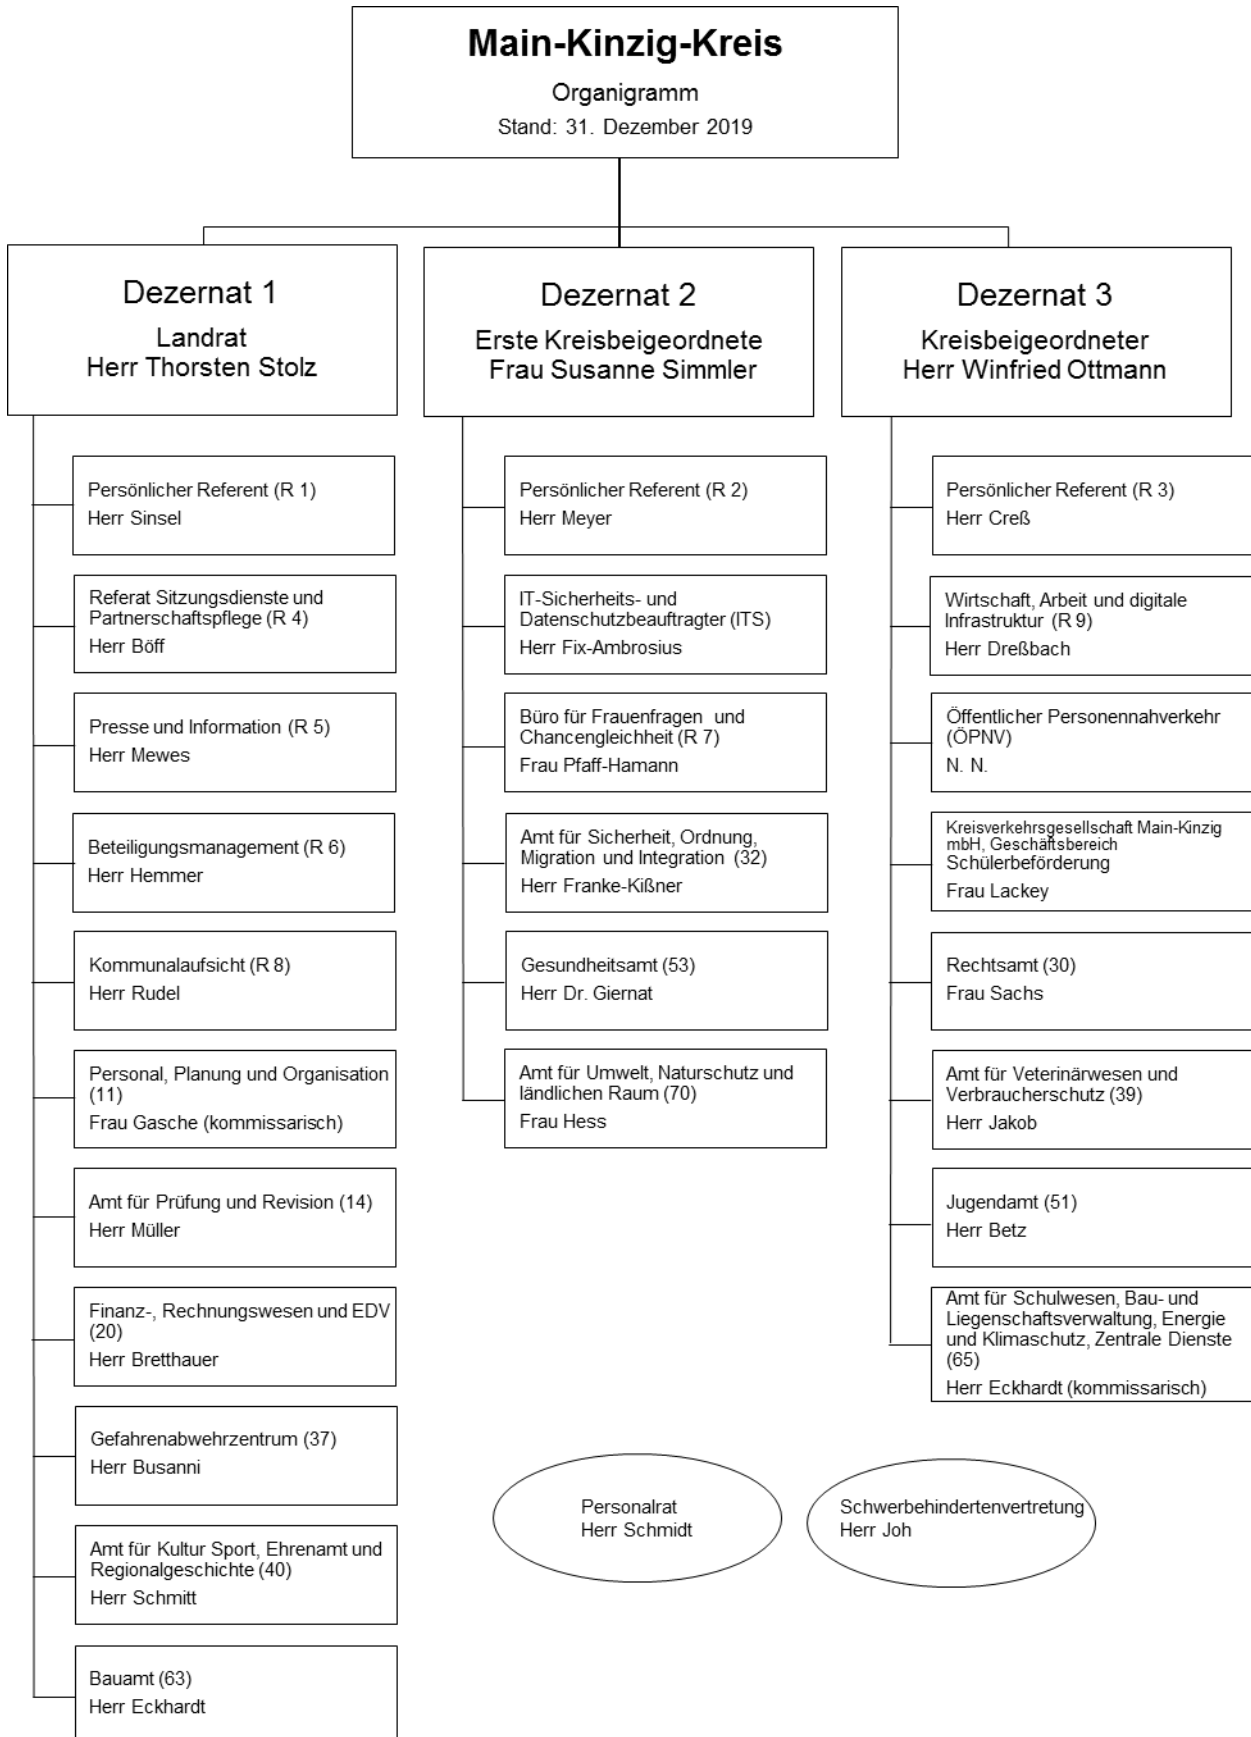 Main-Kinzig-Kreis
Organigramm
Stand: 31. Dezember 2019
Dezernat 1
Landrat
Herr Thorsten Stolz
Persönlicher Referent (R 1)
Herr Sinsel
Referat Sitzungsdienste und
Partnerschaftspflege (R 4)
Herr Böff
Presse und Information (R 5)
Herr Mewes
Beteiligungsmanagement (R 6)
Herr Hemmer
Kommunalaufsicht (R 8)
Herr Rudel
Personal, Planung und Organisation
(11)
Frau Gasche (kommissarisch)
Amt für Prüfung und Revision (14)
Herr Müller
Finanz-, Rechnungswesen und EDV
(20)
Herr Bretthauer
Gefahrenabwehrzentrum (37)
Herr Busanni
Amt für Kultur Sport, Ehrenamt und
Regionalgeschichte (40)
Herr Schmitt
Bauamt (63)
Herr Eckhardt
Dezernat 2
Erste Kreisbeigeordnete
Frau Susanne Simmler
Persönlicher Referent (R 2)
Herr Meyer
IT-Sicherheits- und
Datenschutzbeauftragter (ITS)
Herr Fix-Ambrosius
Büro für Frauenfragen und
Chancengleichheit (R 7)
Frau Pfaff-Hamann
Amt für Sicherheit, Ordnung,
Migration und Integration (32)
Herr Franke-Kißner
Gesundheitsamt (53)
Herr Dr. Giernat
Amt für Umwelt, Naturschutz und
ländlichen Raum (70)
Frau Hess
Dezernat 3
Kreisbeigeordneter
Herr Winfried Ottmann
Persönlicher Referent (R 3)
Herr Creß
Wirtschaft, Arbeit und digitale
Infrastruktur (R 9)
Herr Dreßbach
Öffentlicher Personennahverkehr
(ÖPNV)
N. N.
Kreisverkehrsgesellschaft Main-Kinzig
mbH, Geschäftsbereich
Schülerbeförderung
Frau Lackey
Rechtsamt (30)
Frau Sachs
Amt für Veterinärwesen und
Verbraucherschutz (39)
Herr Jakob
Jugendamt (51)
Herr Betz
Amt für Schulwesen, Bau- und
Liegenschaftsverwaltung, Energie
und Klimaschutz, Zentrale Dienste
(65)
Herr Eckhardt (kommissarisch)
Personalrat
Herr Schmidt
Schwerbehindertenvertretung
Herr Joh